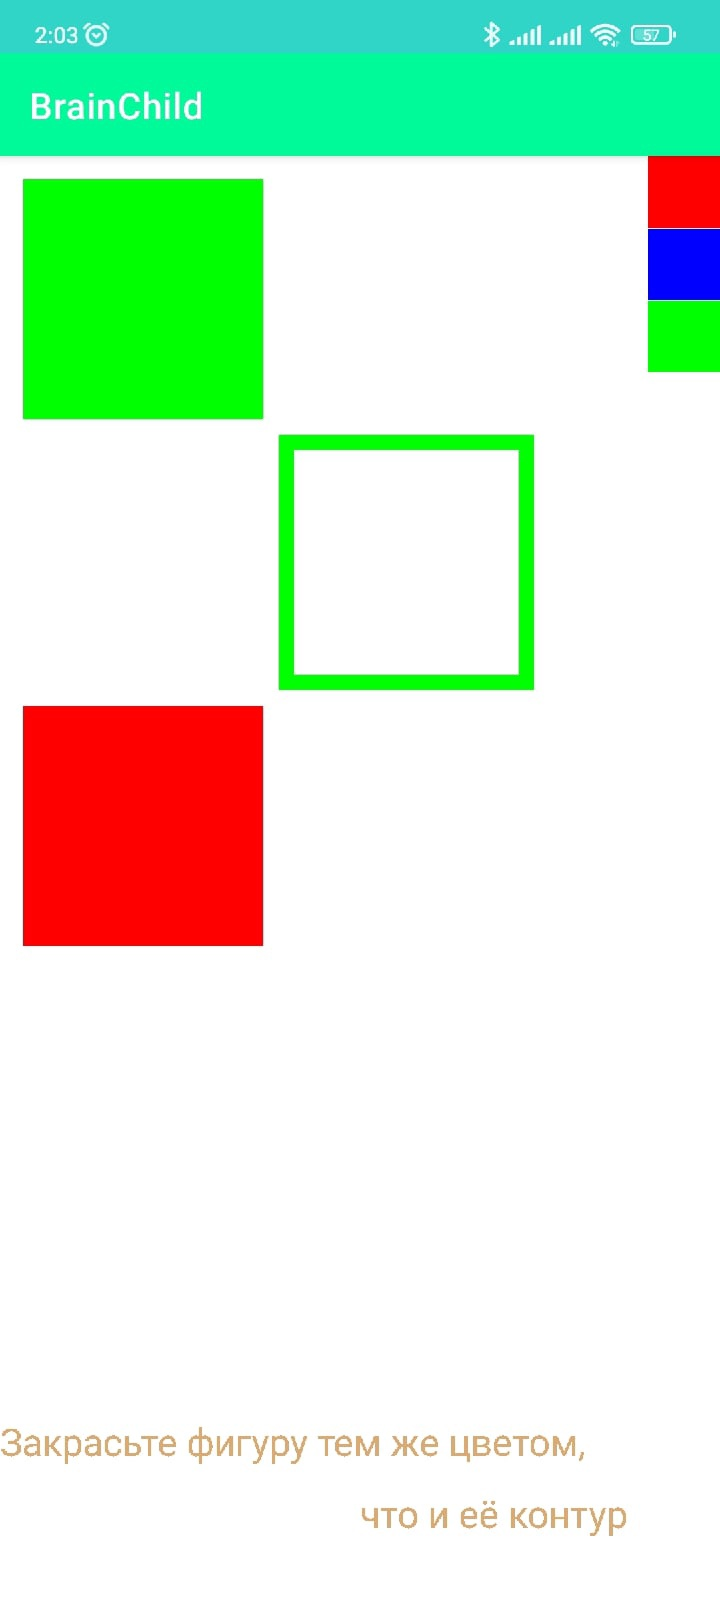 2:03
57
BrainChild
Закрасьте фигуру тем же цветом,
что и её контур